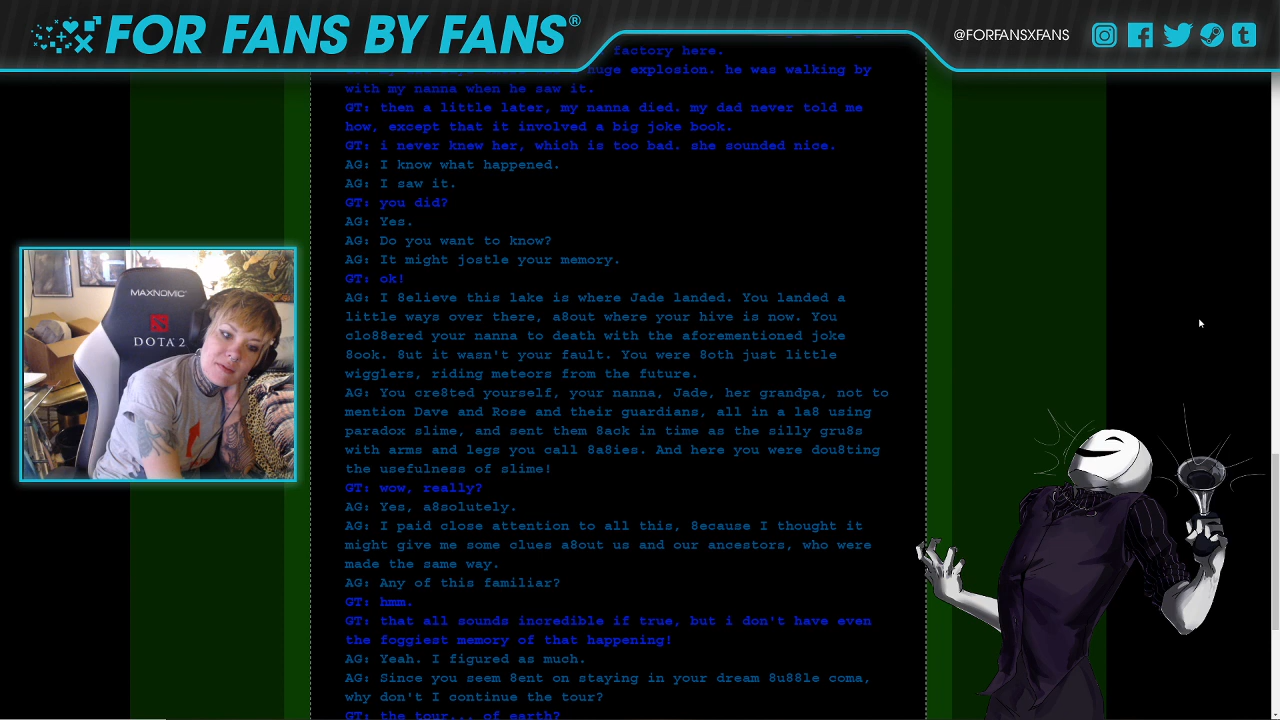 FOR FANS BY FANS®
@FORFANSXFANS
factory here.
huge explosion. he was walking by
with my nanna when he saw it.
GT: then a little later, my nanna died. my dad never told me
how, except that it involved a big joke book.
GT: i never knew her, which is too bad. she sounded nice.
AG: I know what happened.
AG: I saw it.
GT: you did?
AG: Yes.
AG: Do you want to know?
AG: It might jostle your memory.
GT: ok!
AG: I 8elieve this lake is where Jade landed. You landed a
little ways over there, a8out where your hive is now. You
clo88ered your nanna to death with the aforementioned joke
8ook. 8ut it wasn't your fault. You were 8oth just little
wigglers, riding meteors from the future.
AG: You cre8ted yourself, your nanna, Jade, her grandpa, not to
mention Dave and Rose and their guardians, all in a la8 using
paradox slime, and sent them 8ack in time as the silly gru8s
with arms and legs you call 8a8ies. And here you were dou8ting
the usefulness of slime!
GT: wow, really?
AG: Yes, a8solutely.
AG: I paid close attention to all this, 8ecause I thought it
might give me some clues a8out us and our ancestors, who were
made the same way.
AG: Any of this familiar?
GT: hmm.
GT: that all sounds incredible if true, but i don't have even
the foggiest memory of that happening!
AG: Yeah. I figured as much.
AG: Since you seem 8ent on staying in your dream 8u88le coma,
why don't I continue the tour?
GT: the tour... of earth?
MAXNOMIC
DOTA 2